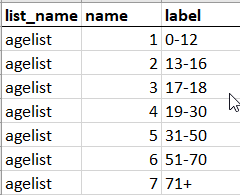 list_name name label
agelist 1 0-12
agelist 2 13-16
agelist 3 17-18
agelist 4 19-30
agelist 5 31-50
agelist 6 51-70
agelist 7 71+